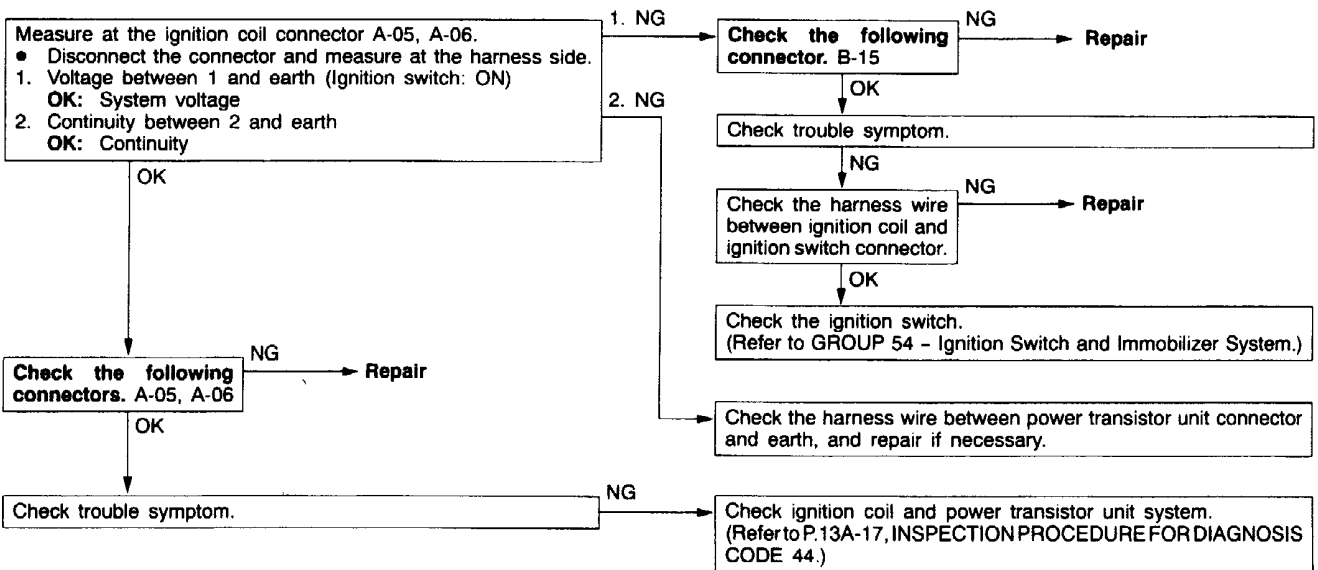 Measure at the ignition coil connector A-05, A-06.
● Disconnect the connector and measure at the harness side.
1. Voltage between 1 and earth (Ignition switch: ON)
OK: System voltage
2. Continuity between 2 and earth
OK: Continuity
1. NG
2. NG
OK
Check the following
connector. B-15
NG
Repair
OK
Check trouble symptom.
NG
Check the harness wire
between ignition coil and
ignition switch connector.
NG
Repair
OK
Check the ignition switch.
(Refer to GROUP 54 – Ignition Switch and Immobilizer System.)
Check the following
connectors. A-05, A-06
NG
Repair
OK
Check the harness wire between power transistor unit connector
and earth, and repair if necessary.
Check trouble symptom.
NG
Check ignition coil and power transistor unit system.
(Refer to P.13A-17, INSPECTION PROCEDURE FOR DIAGNOSIS
CODE 44.)